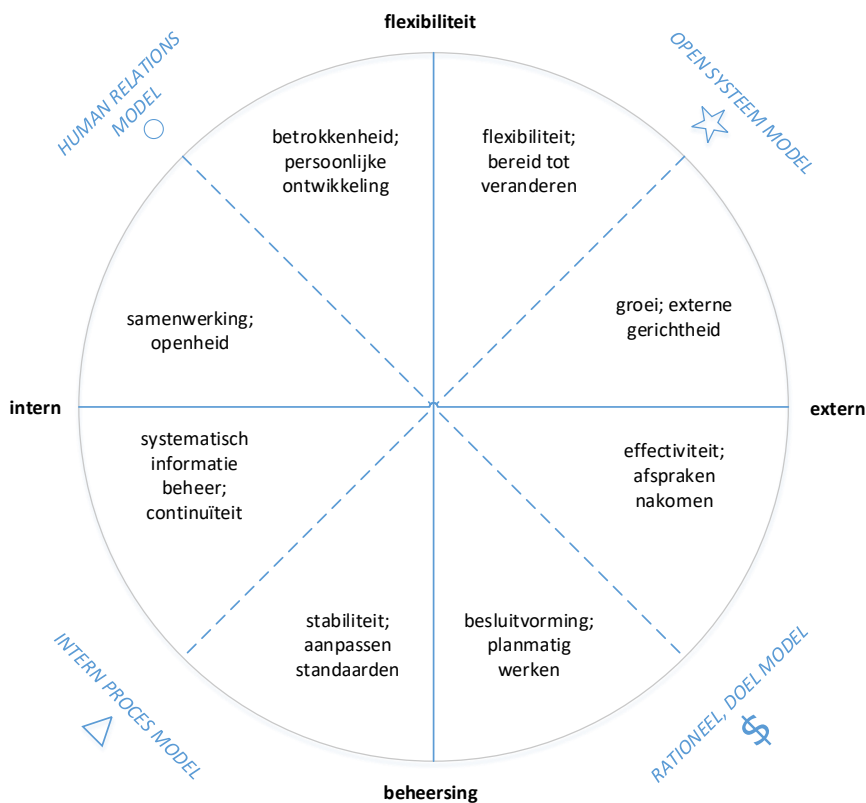 flexibiliteit
HUMAN RELATIONS
MODEL
OPEN SYSTEEM MODEL
betrokkenheid;
persoonlijke
ontwikkeling
flexibiliteit;
bereid tot
veranderen
samenwerking;
openheid
groei; externe
gerichtheid
intern
extern
systematisch
informatie
beheer;
continuïteit
effectiviteit;
afspraken
nakomen
stabiliteit;
aanpassen
standaarden
besluitvorming;
planmatig
werken
INTERN PROCES MODEL
RATIONEEL, DOEL MODEL
$
beheersing